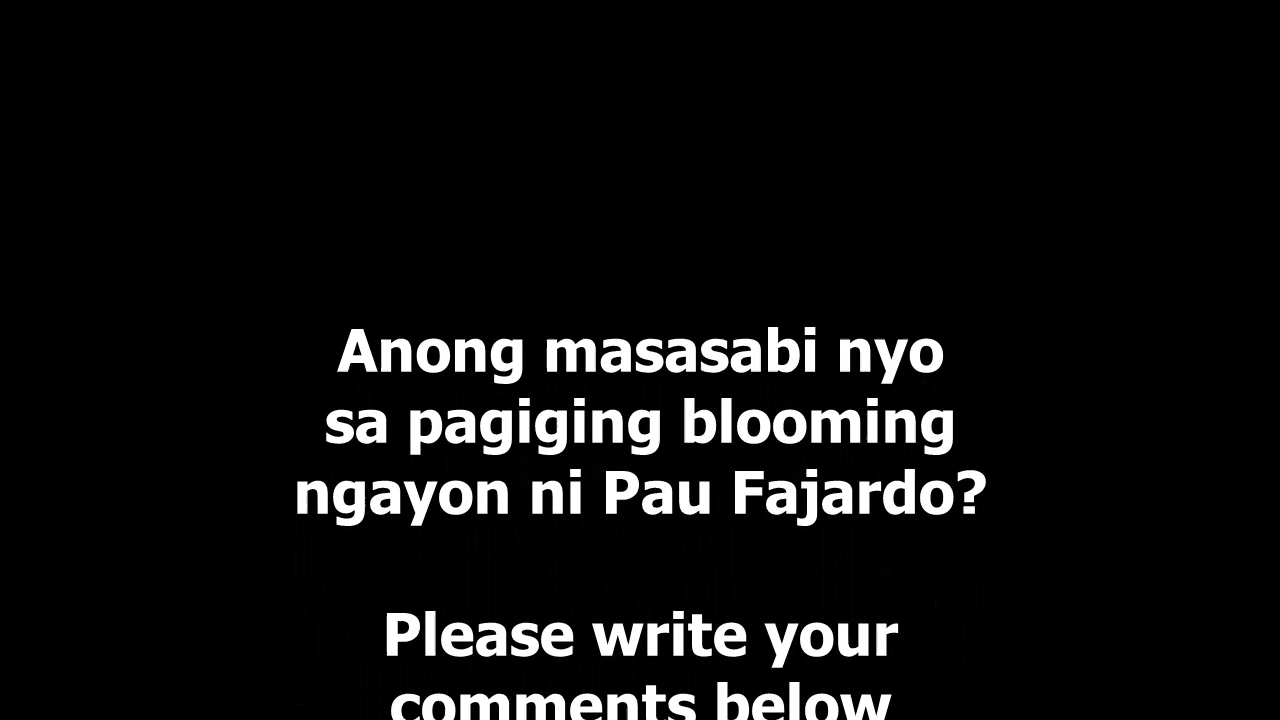 Anong masasabi nyo
sa pagiging blooming
ngayon ni Pau Fajardo?
Please write your
comments below